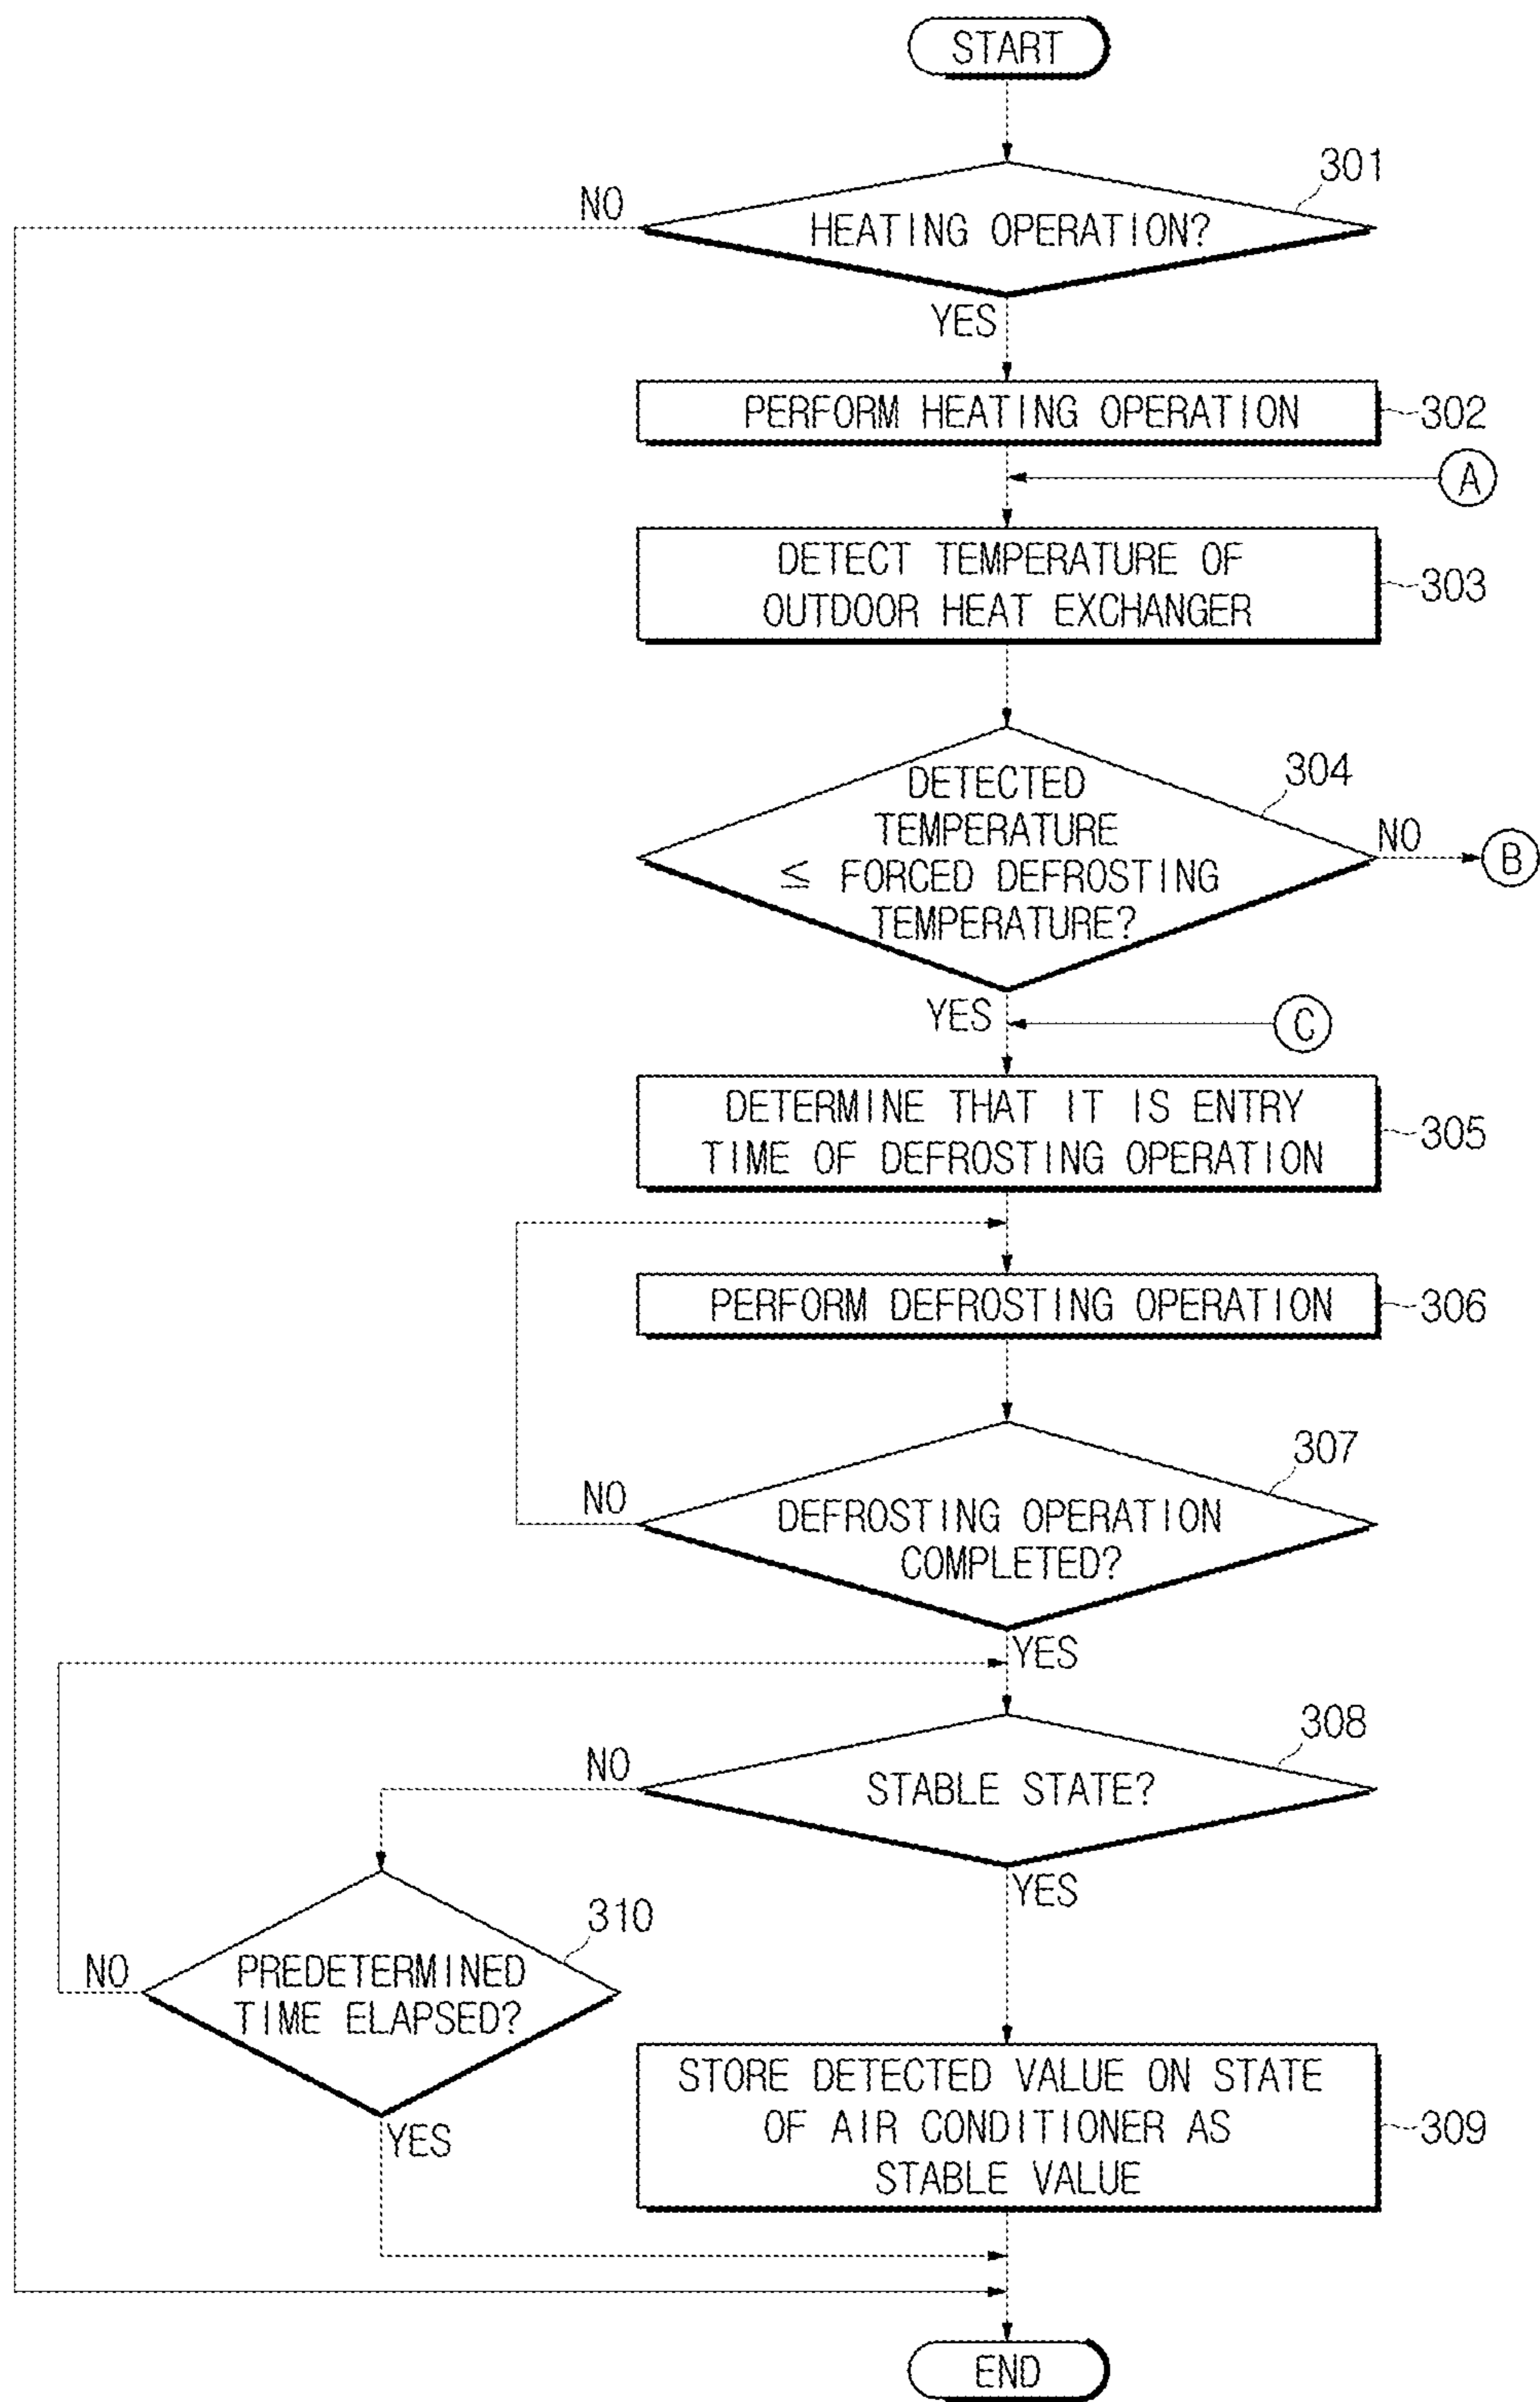 START
301
NO
HEATING OPERATION?
YES
PERFORM HEATING OPERATION
302
A
DETECT TEMPERATURE OF
OUTDOOR HEAT EXCHANGER
303
304
DETECTED
TEMPERATURE
≤ FORCED DEFROSTING
TEMPERATURE?
NO
B
YES
C
DETERMINE THAT IT IS ENTRY
TIME OF DEFROSTING OPERATION
305
PERFORM DEFROSTING OPERATION
306
307
NO
DEFROSTING OPERATION
COMPLETED?
YES
308
NO
STABLE STATE?
YES
310
NO
PREDETERMINED
TIME ELAPSED?
YES
STORE DETECTED VALUE ON STATE
OF AIR CONDITIONER AS
STABLE VALUE
309
END